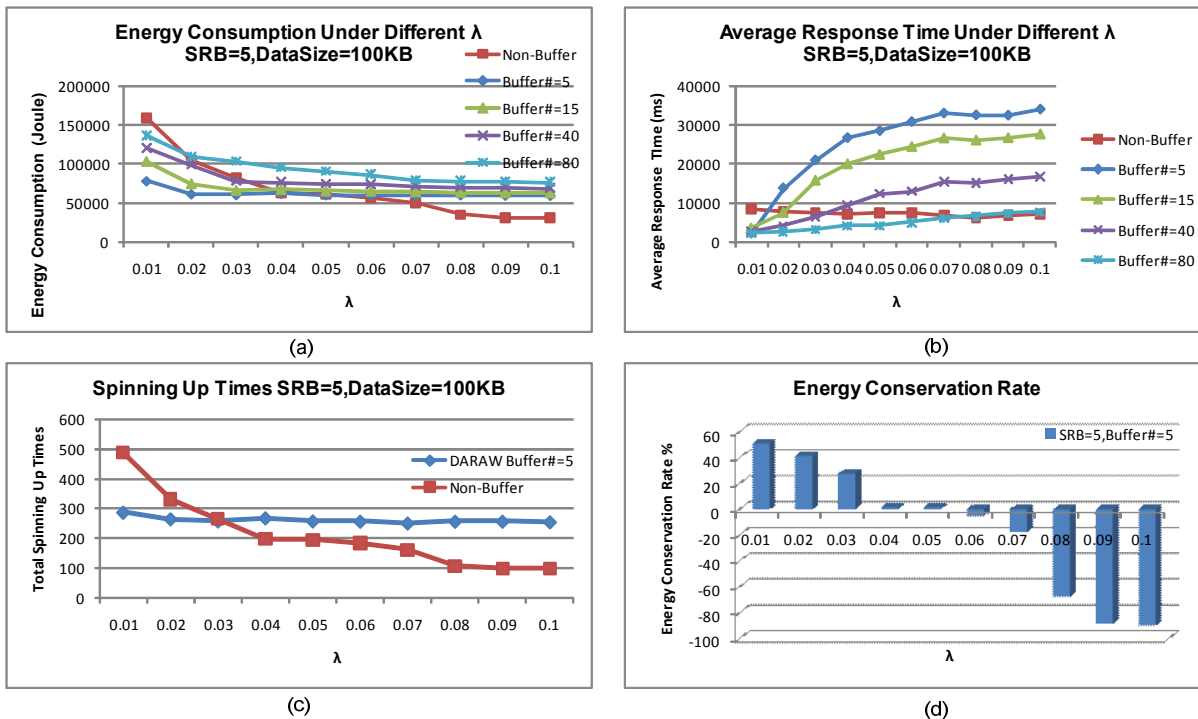 Energy Consumption Under Different λ
SRB=5,DataSize=100KB
Non-Buffer
Buffer#=5
Buffer#=15
Buffer#=40
Buffer#=80
Energy Consumption (Joule)
200000
150000
100000
50000
0
0.01 0.02 0.03 0.04 0.05 0.06 0.07 0.08 0.09 0.1
λ
(a)
Average Response Time Under Different λ
SRB=5,DataSize=100KB
Average Response Time (ms)
40000
30000
20000
10000
0
0.01 0.02 0.03 0.04 0.05 0.06 0.07 0.08 0.09 0.1
λ
Non-Buffer
Buffer#=5
Buffer#=15
Buffer#=40
Buffer#=80
(b)
Spinning Up Times SRB=5,DataSize=100KB
Total Spinning Up Times
600
500
400
300
200
100
0
DARAW Buffer#=5
Non-Buffer
0.01 0.02 0.03 0.04 0.05 0.06 0.07 0.08 0.09 0.1
λ
(c)
Energy Conservation Rate
SRB=5,Buffer#=5
Energy Conservation Rate %
60
40
20
0
-20
-40
-60
-80
-100
0.01 0.02 0.03 0.04 0.05 0.06 0.07 0.08 0.09 0.1
λ
(d)